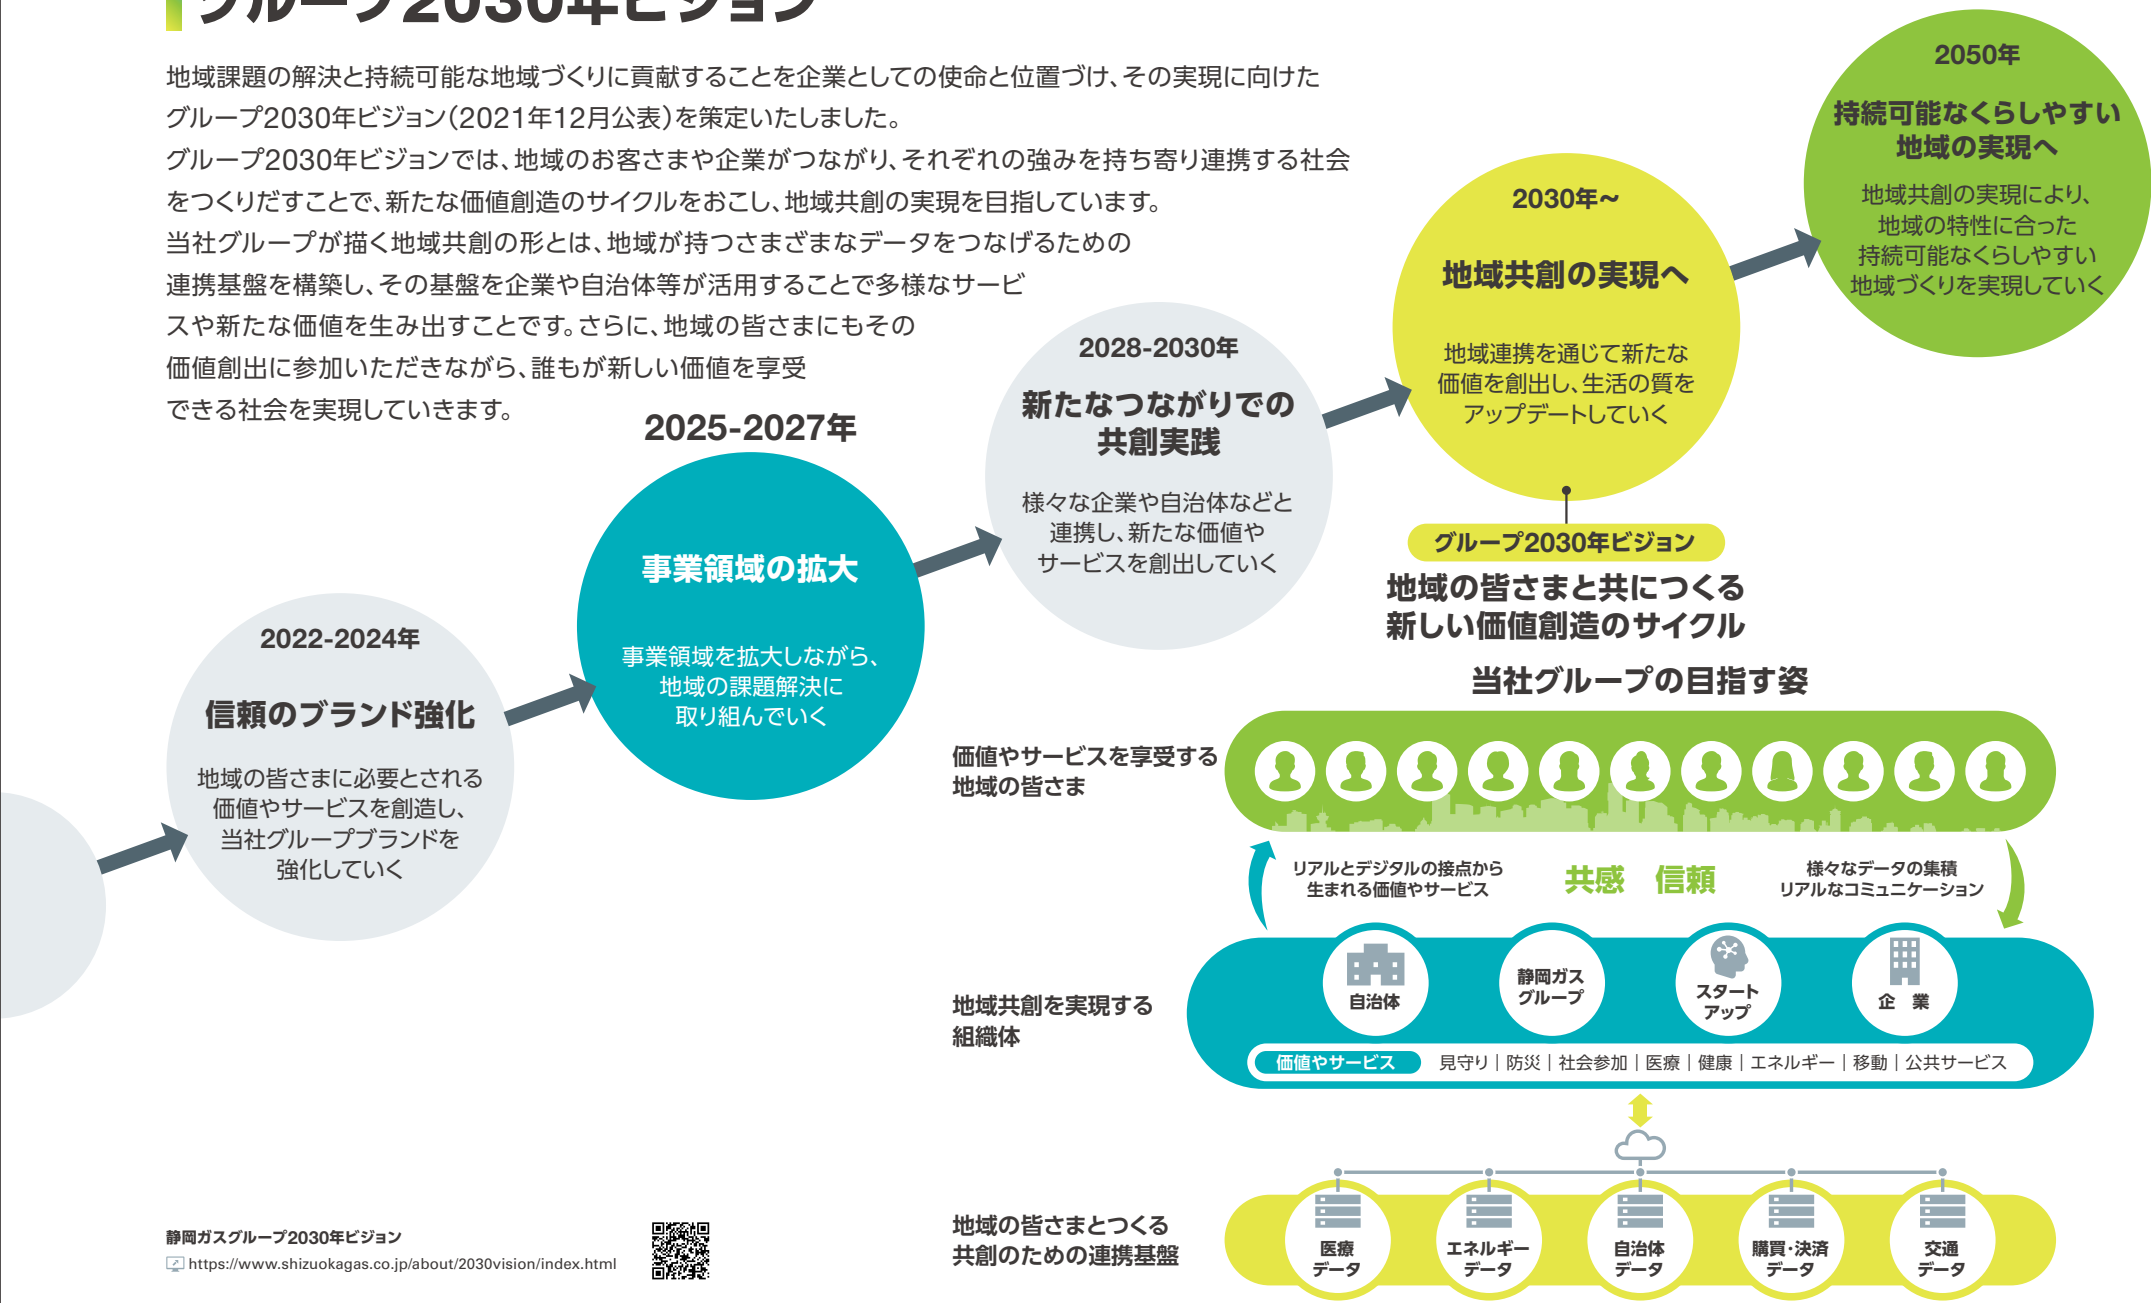 グループ2030年ビジョン
地域課題の解決と持続可能な地域づくりに貢献することを企業としての使命と位置づけ、その実現に向けた
グループ2030年ビジョン(2021年12月公表)を策定いたしました。
グループ2030年ビジョンでは、地域のお客さまや企業がつながり、それぞれの強みを持ち寄り連携する社会
をつくりだすことで、新たな価値創造のサイクルをおこし、地域共創の実現を目指しています。
当社グループが描く地域共創の形とは、地域が持つさまざまなデータをつなげるための
連携基盤を構築し、その基盤を企業や自治体等が活用することで多様なサービ
スや新たな価値を生み出すことです。さらに、地域の皆さまにもその
価値創出に参加いただきながら、誰もが新しい価値を享受
できる社会を実現していきます。
2022-2024年
信頼のブランド強化
地域の皆さまに必要とされる
価値やサービスを創造し、
当社グループブランドを
強化していく
2025-2027年
事業領域の拡大
事業領域を拡大しながら、
地域の課題解決に
取り組んでいく
2028-2030年
新たなつながりでの
共創実践
様々な企業や自治体などと
連携し、新たな価値や
サービスを創出していく
2030年~
地域共創の実現へ
地域連携を通じて新たな
価値を創出し、生活の質を
アップデートしていく
2050年
持続可能なくらしやすい
地域の実現へ
地域共創の実現により、
地域の特性に合った
持続可能なくらしやすい
地域づくりを実現していく
グループ2030年ビジョン
地域の皆さまと共につくる
新しい価値創造のサイクル
当社グループの目指す姿
価値やサービスを享受する
地域の皆さま
リアルとデジタルの接点から
生まれる価値やサービス
共感 信頼
様々なデータの集積
リアルなコミュニケーション
地域共創を実現する
組織体
自治体
静岡ガス
グループ
スタート
アップ
企 業
価値やサービス 見守り|防災|社会参加|医療|健康|エネルギー|移動|公共サービス
地域の皆さまとつくる
共創のための連携基盤
医療
データ
エネルギー
データ
自治体
データ
購買・決済
データ
交通
データ
静岡ガスグループ2030年ビジョン
https://www.shizuokagas.co.jp/about/2030vision/index.html